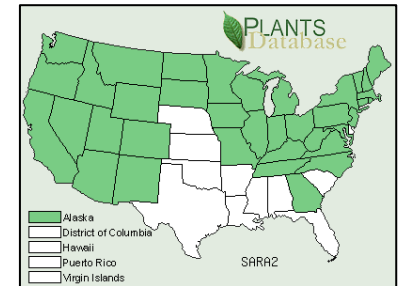 PLANTS
Database
Alaska
District of Columbia
Hawaii
Puerto Rico
Virgin Islands
SARA2